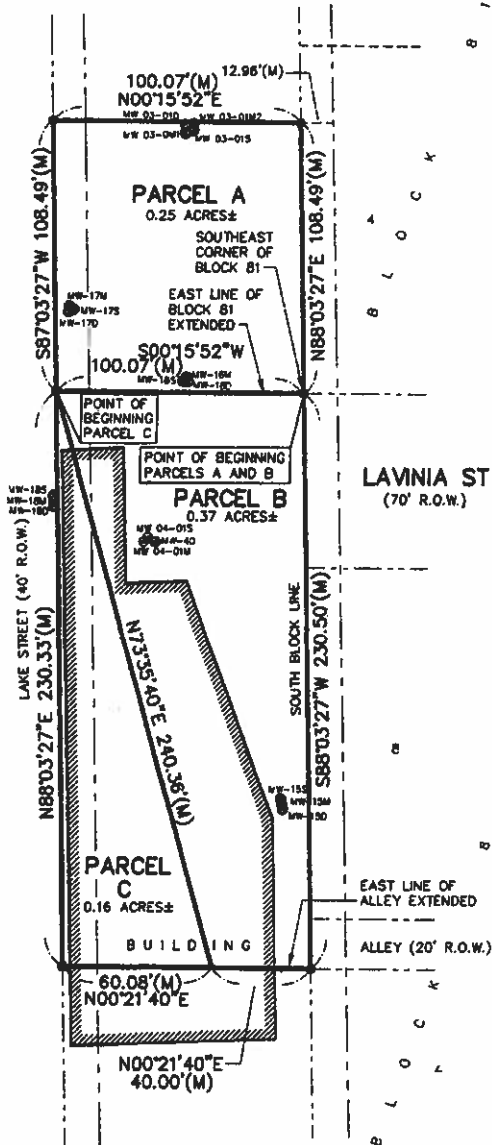 100.07'(M)
N00°15'52"E
12.96'(M)
MW 03-01D
MW 03-01M2
MW 03-01S
PARCEL A
0.25 ACRES±
S87°03'27"W 108.49'(M)
N88°03'27"E 108.49'(M)
SOUTHEAST
CORNER OF
BLOCK 81
EAST LINE OF
BLOCK 81
EXTENDED
MW-17M
MW-17S
MW-17D
S00°15'52"W
100.07'(M)
MW-16S
MW-16M
MW-16D
POINT OF
BEGINNING
PARCEL C
POINT OF BEGINNING
PARCELS A AND B
PARCEL B
0.37 ACRES±
LAVINIA ST
(70' R.O.W.)
MW-18S
MW-18M
MW-18D
MW 04-01S
MW-4D
MW 04-01M
LAKE STREET (40' R.O.W.)
N88°03'27"E 230.33'(M)
N73°35'40"E 240.36'(M)
SOUTH BLOCK LINE
S88°03'27"W 230.50'(M)
MW-15S
MW-15M
MW-15D
PARCEL
C
0.16 ACRES±
BUILDING
EAST LINE OF
ALLEY EXTENDED
ALLEY (20' R.O.W.)
60.08'(M)
N00°21'40"E
N00°21'40"E
40.00'(M)
BLOCK
4
8
BLOCK